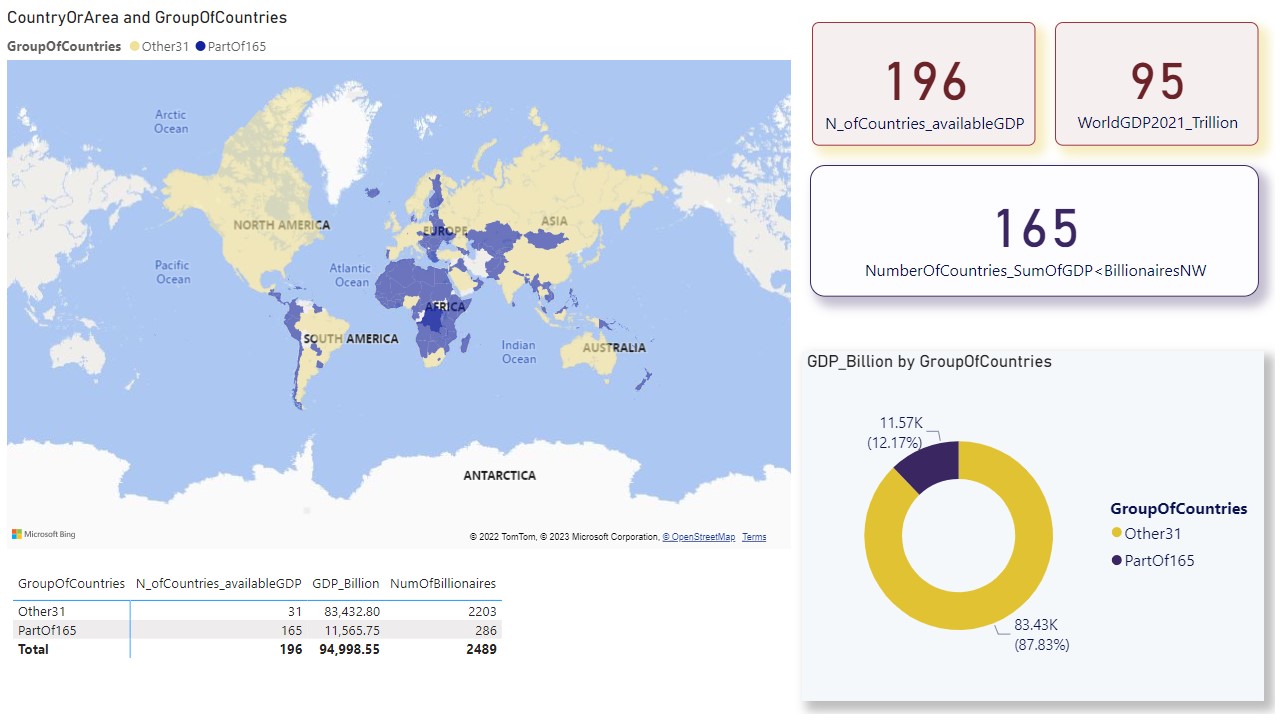 CountryOrArea and GroupOfCountries
GroupOfCountries Other31 PartOf165
Arctic
Ocean
NORTH AMERICA
EUROPE
ASIA
Pacific
Ocean
Atlantic
Ocean
AFRICA
SOUTH AMERICA
Indian
Ocean
AUSTRALIA
ANTARCTICA
Microsoft Bing
© 2022 TomTom, © 2023 Microsoft Corporation, © OpenStreetMap Terms
196
N_ofCountries_availableGDP
95
WorldGDP2021_Trillion
165
NumberOfCountries_SumOfGDP<BillionairesNW
GDP_Billion by GroupOfCountries
11.57K
(12.17%)
83.43K
(87.83%)
GroupOfCountries
Other31
PartOf165
GroupOfCountries N_ofCountries_availableGDP GDP_Billion NumOfBillionaires
Other31 31 83,432.80 2203
PartOf165 165 11,565.75 286
Total 196 94,998.55 2489